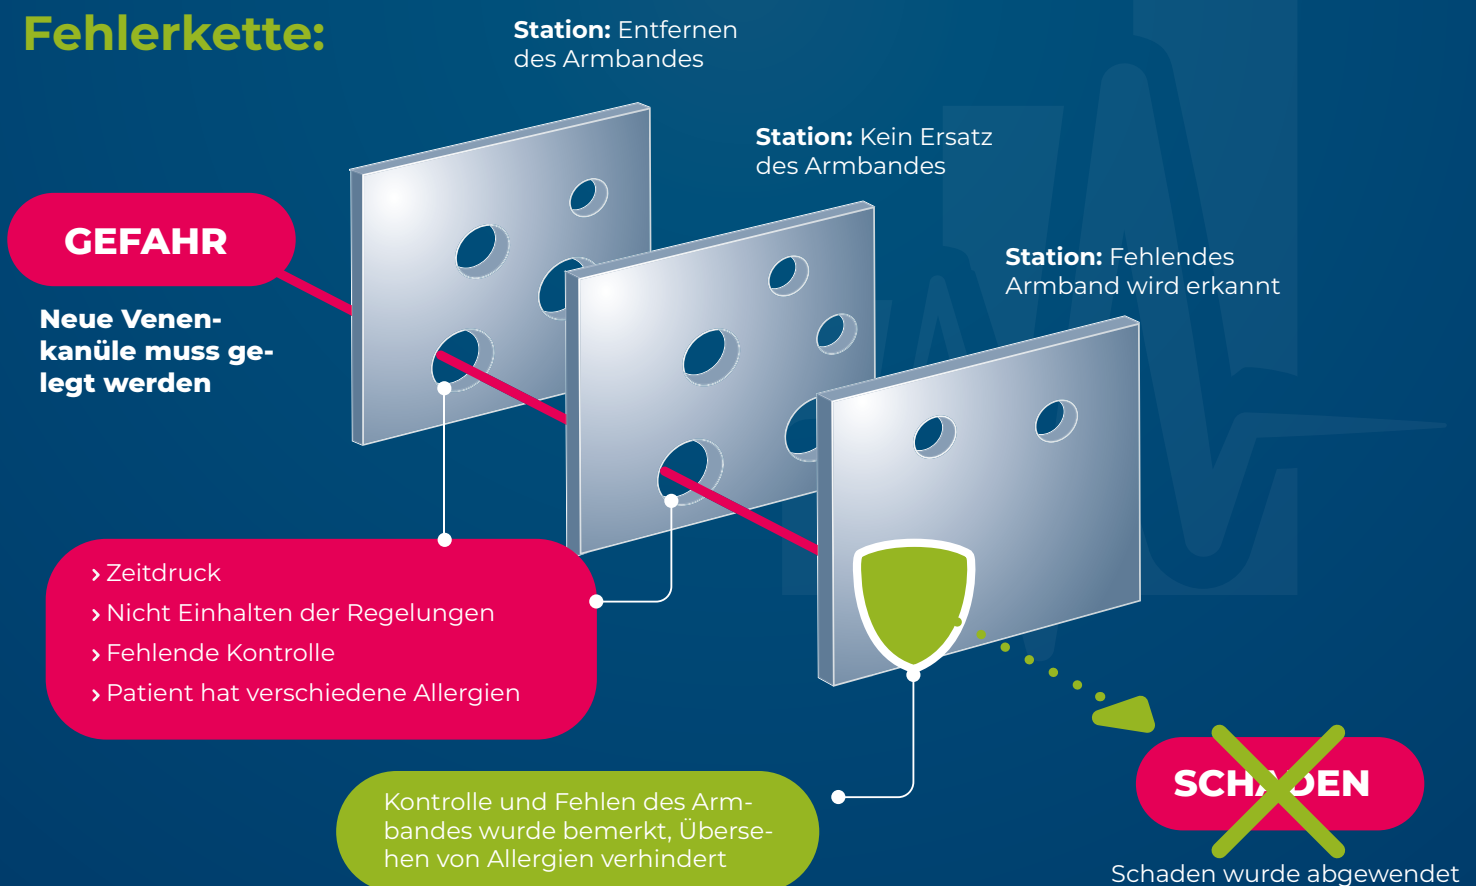 Fehlerkette:
Station: Entfernen
des Armbandes
Station: Kein Ersatz
des Armbandes
Station: Fehlendes
Armband wird erkannt
GEFAHR
Neue Venen-
kanüle muss ge-
legt werden
› Zeitdruck
› Nicht Einhalten der Regelungen
› Fehlende Kontrolle
› Patient hat verschiedene Allergien
Kontrolle und Fehlen des Arm-
bandes wurde bemerkt, Überse-
hen von Allergien verhindert
SCHADEN
Schaden wurde abgewendet